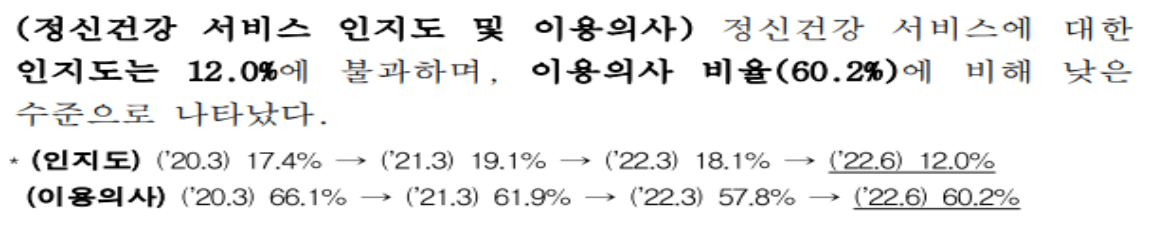 (정신건강 서비스 인지도 및 이용의사) 정신건강 서비스에 대한
인지도는 12.0%에 불과하며, 이용의사 비율(60.2%)에 비해 낮은
수준으로 나타났다.
* (인지도) (’20.3) 17.4% → (’21.3) 19.1% → (’22.3) 18.1% → (’22.6) 12.0%
(이용의사) (’20.3) 66.1% → (’21.3) 61.9% → (’22.3) 57.8% → (’22.6) 60.2%